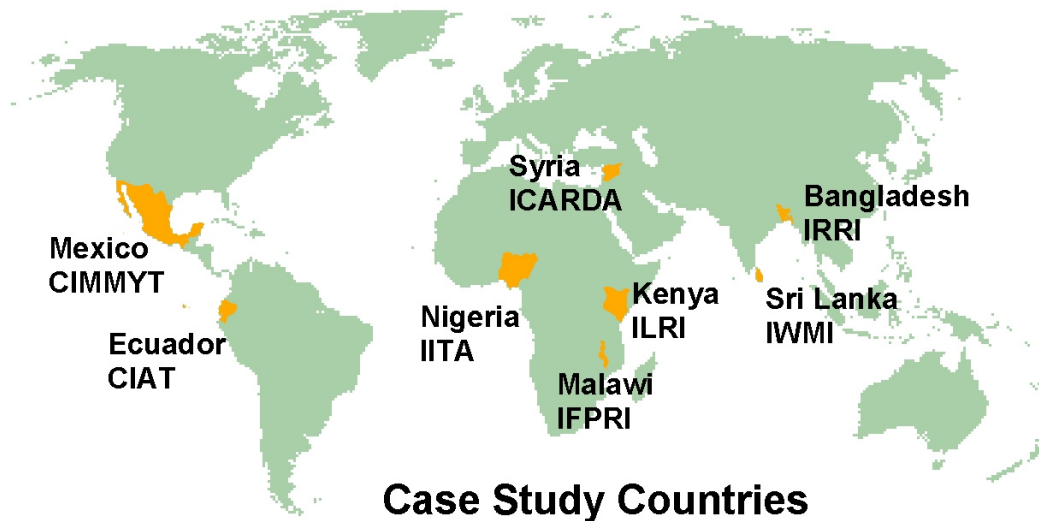 Syria
ICARDA
Bangladesh
IRRI
Mexico
CIMMYT
Kenya
ILRI
Sri Lanka
IWMI
Nigeria
IITA
Ecuador
CIAT
Malawi
IFPRI
Case Study Countries